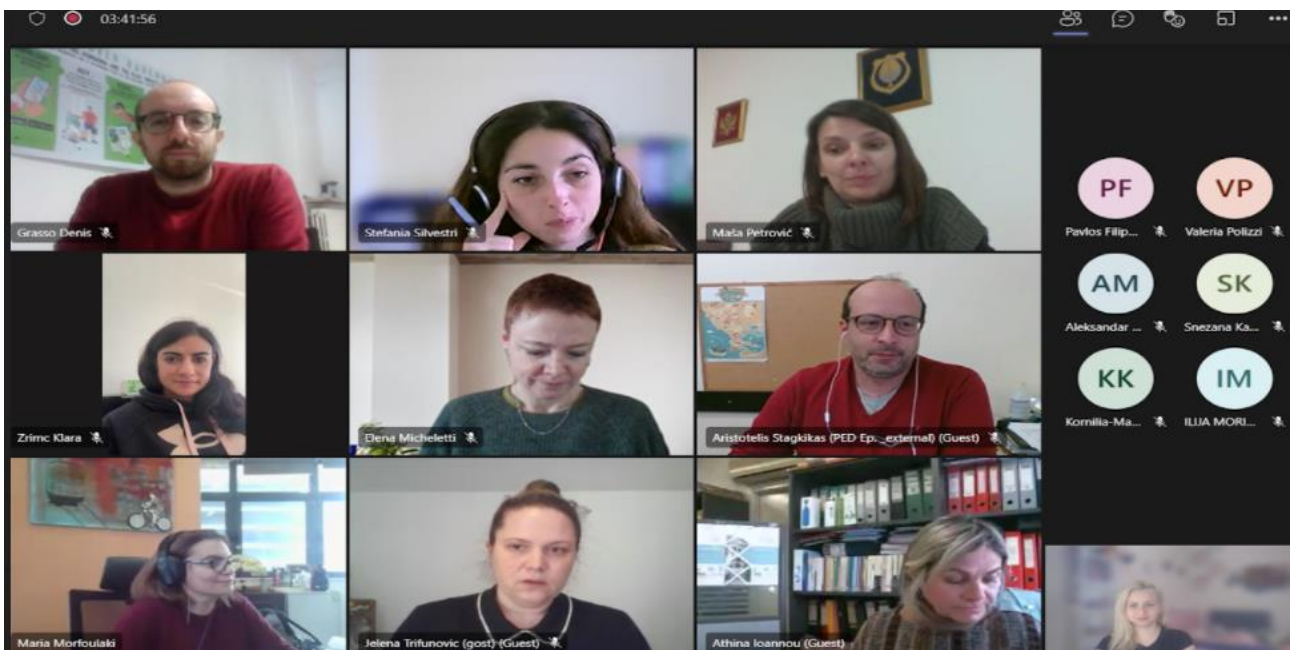 03:41:56
Grasso Denis
Stefania Silvestri
Maša Petrović
PF
VP
Pavlos Filip...
Valeria Polizzi
Zrimc Klara
Elena Micheletti
Aristotelis Stagkikas (PED Ep. _external) (Guest)
AM
SK
Aleksandar ...
Snezana Ka...
KK
IM
Kornilia-Ma...
ILIJA MORI...
Maria Morfoulaki
Jelena Trifunovic (gost) (Guest)
Athina Ioannou (Guest)